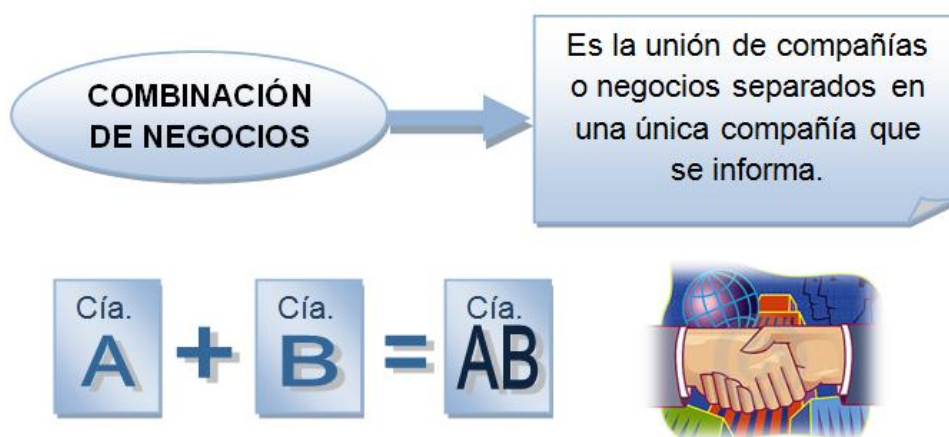 COMBINACIÓN
DE NEGOCIOS
Es la unión de compañías
o negocios separados en
una única compañía que
se informa.
Cía. Cía. Cía.
A + B = AB